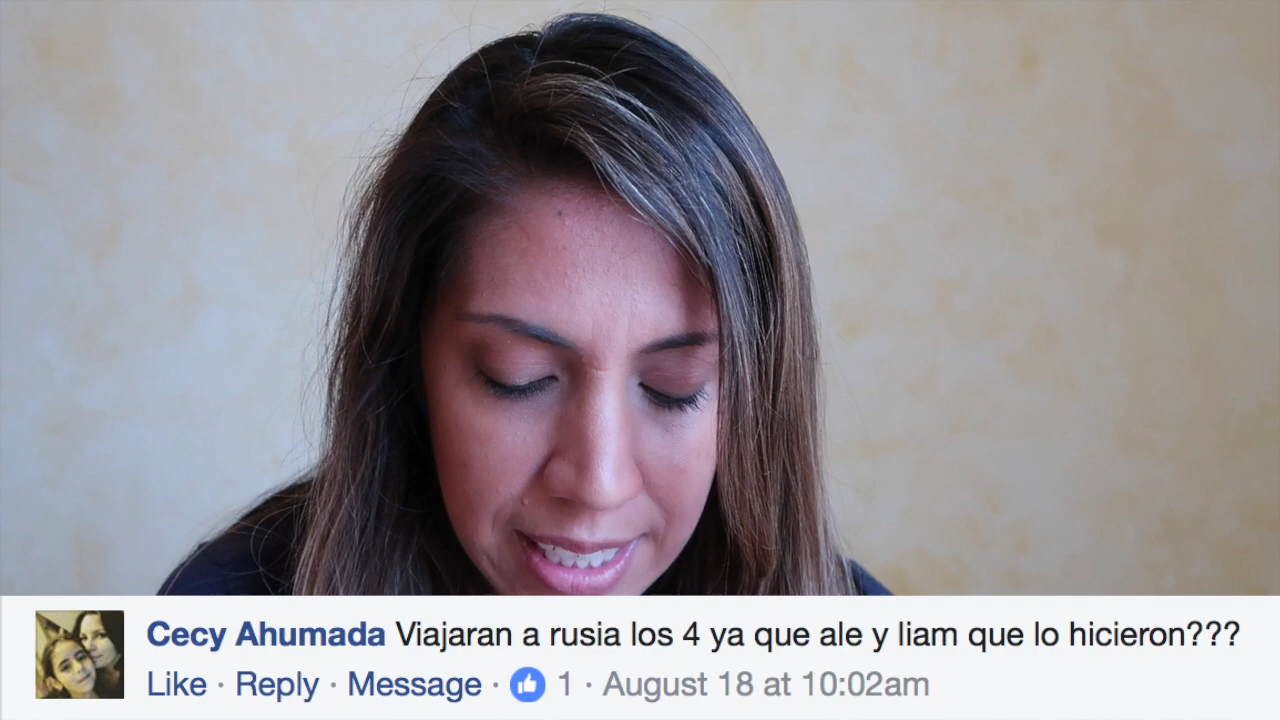 Cecy Ahumada Viajaran a rusia los 4 ya que ale y liam que lo hicieron???
Like · Reply · Message · 1 · August 18 at 10:02am